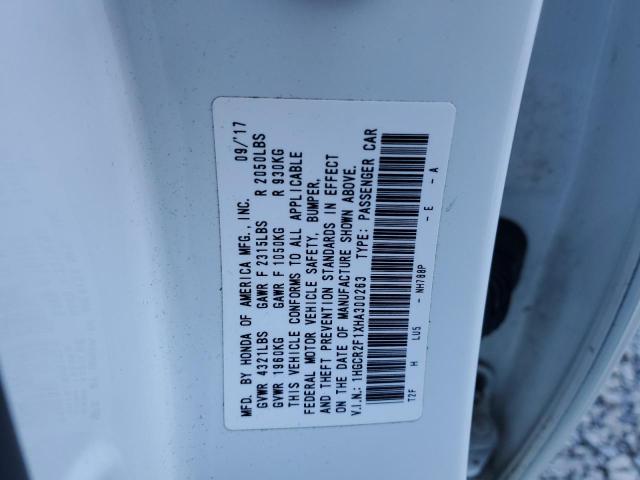 MFD. BY HONDA OF AMERICA MFG., INC. 09/'17
GVWR 4321LBS GAWR F 2315LBS R 2050LBS
GVWR 1960KG GAWR F 1050KG R 930KG
THIS VEHICLE CONFORMS TO ALL APPLICABLE
FEDERAL MOTOR VEHICLE SAFETY, BUMPER,
AND THEFT PREVENTION STANDARDS IN EFFECT
ON THE DATE OF MANUFACTURE SHOWN ABOVE.
V.I.N.: 1HGCR2F1XHA300263 TYPE: PASSENGER CAR
T2F H LU5 - NH788P - E - A